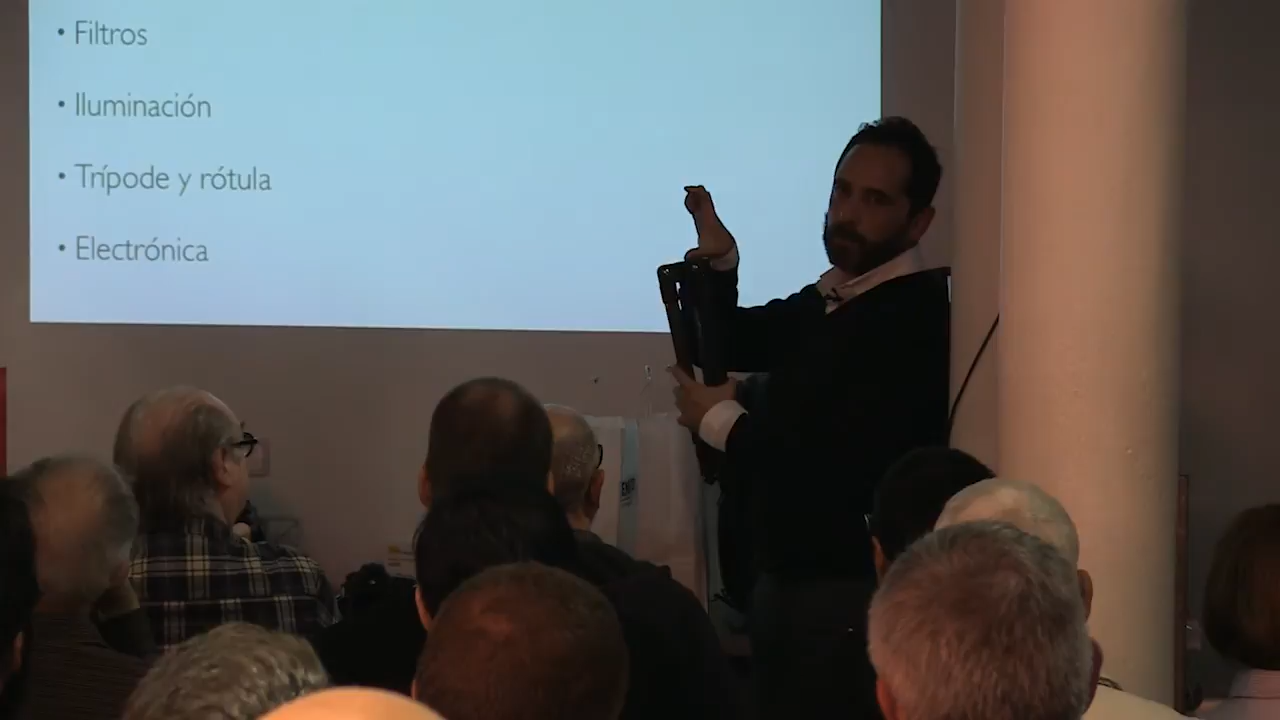 • Filtros
• Iluminación
• Trípode y rótula
• Electrónica